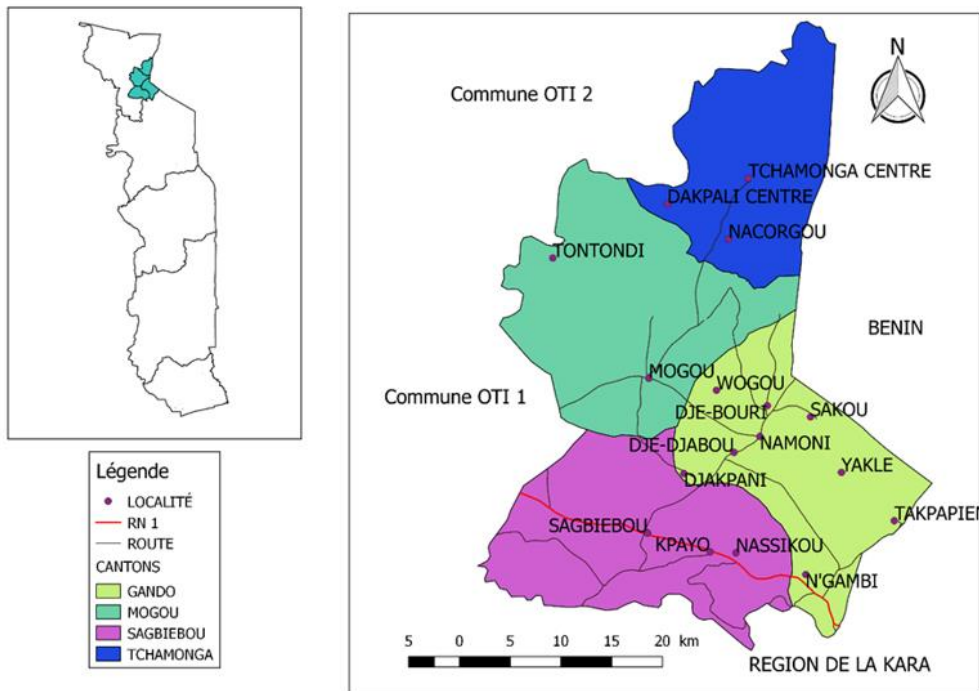 N
Commune OTI 2
TCHAMONGA CENTRE
DAKPALI CENTRE
NACORGOU
TONTONDI
BENIN
MOGOU
WOGOU
Commune OTI 1
DJE-BOURI
SAKOU
DJE-DJABOU
NAMONI
YAKLE
DJAKPANI
TAKPAPIEN
SAGBIEBOU
KPAYO
NASSIKOU
N'GAMBI
5 0 5 10 15 20 km
REGION DE LA KARA
Légende
LOCALITÉ
RN 1
ROUTE
CANTONS
GANDO
MOGOU
SAGBIEBOU
TCHAMONGA